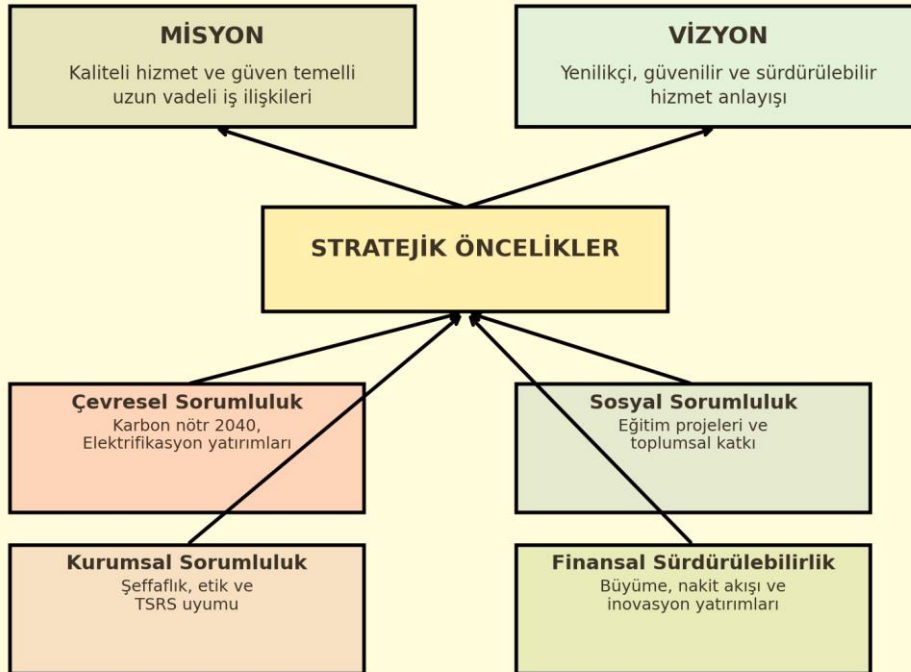 MİSYON
Kaliteli hizmet ve güven temelli
uzun vadeli iş ilişkileri
VİZYON
Yenilikçi, güvenilir ve sürdürülebilir
hizmet anlayışı
STRATEJİK ÖNCELİKLER
Çevresel Sorumluluk
Karbon nötr 2040,
Elektrifikasyon yatırımları
Sosyal Sorumluluk
Eğitim projeleri ve
toplumsal katkı
Kurumsal Sorumluluk
Şeffaflık, etik ve
TSRS uyumu
Finansal Sürdürülebilirlik
Büyüme, nakit akışı ve
inovasyon yatırımları